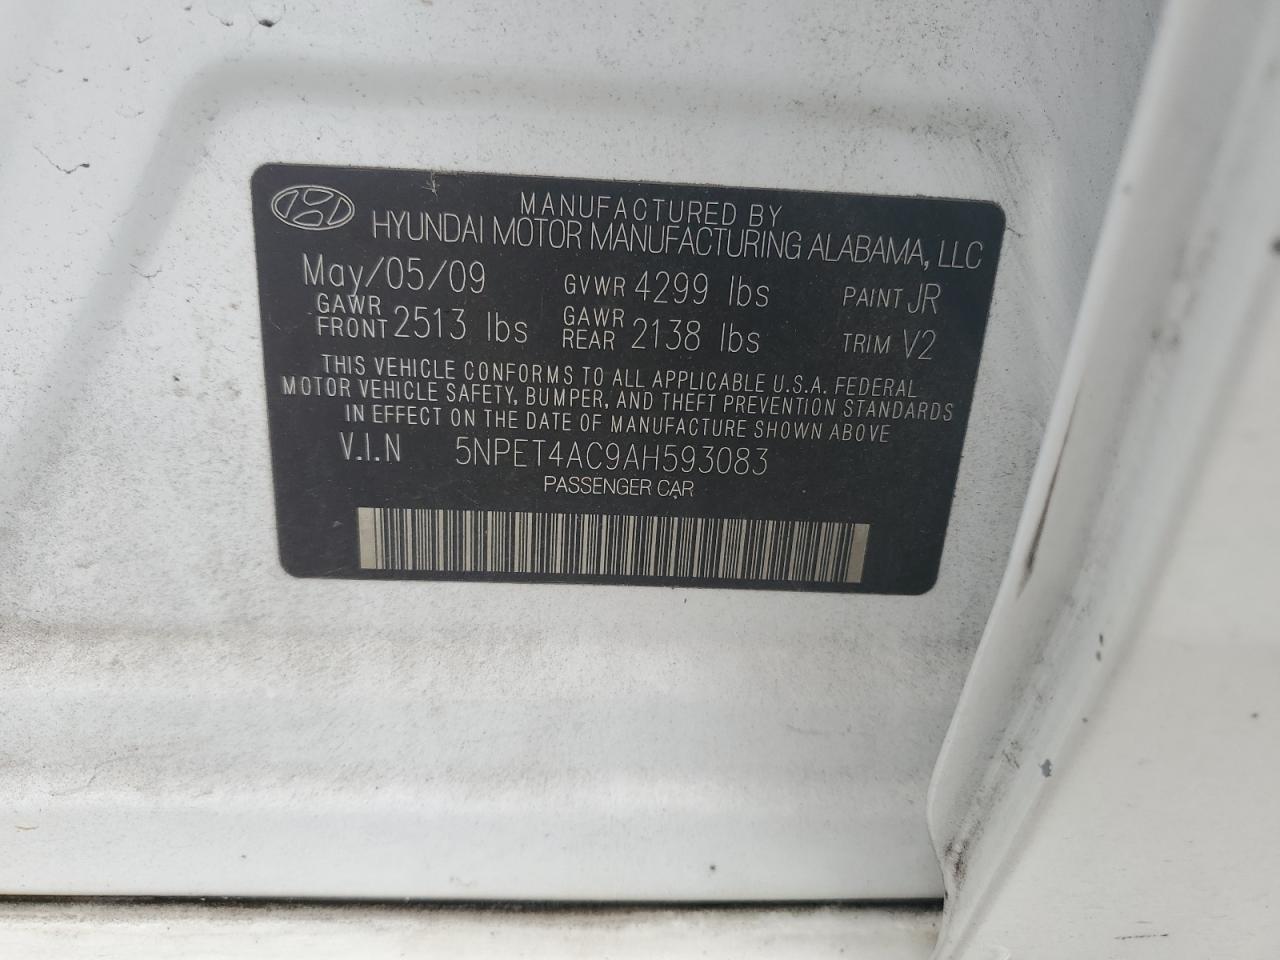 MANUFACTURED BY
HYUNDAI MOTOR MANUFACTURING ALABAMA, LLC
May/05/09 GVWR 4299 lbs PAINT JR
GAWR FRONT 2513 lbs GAWR REAR 2138 lbs TRIM V2
THIS VEHICLE CONFORMS TO ALL APPLICABLE U.S.A. FEDERAL
MOTOR VEHICLE SAFETY, BUMPER, AND THEFT PREVENTION STANDARDS
IN EFFECT ON THE DATE OF MANUFACTURE SHOWN ABOVE
V.I.N 5NPET4AC9AH593083
PASSENGER CAR